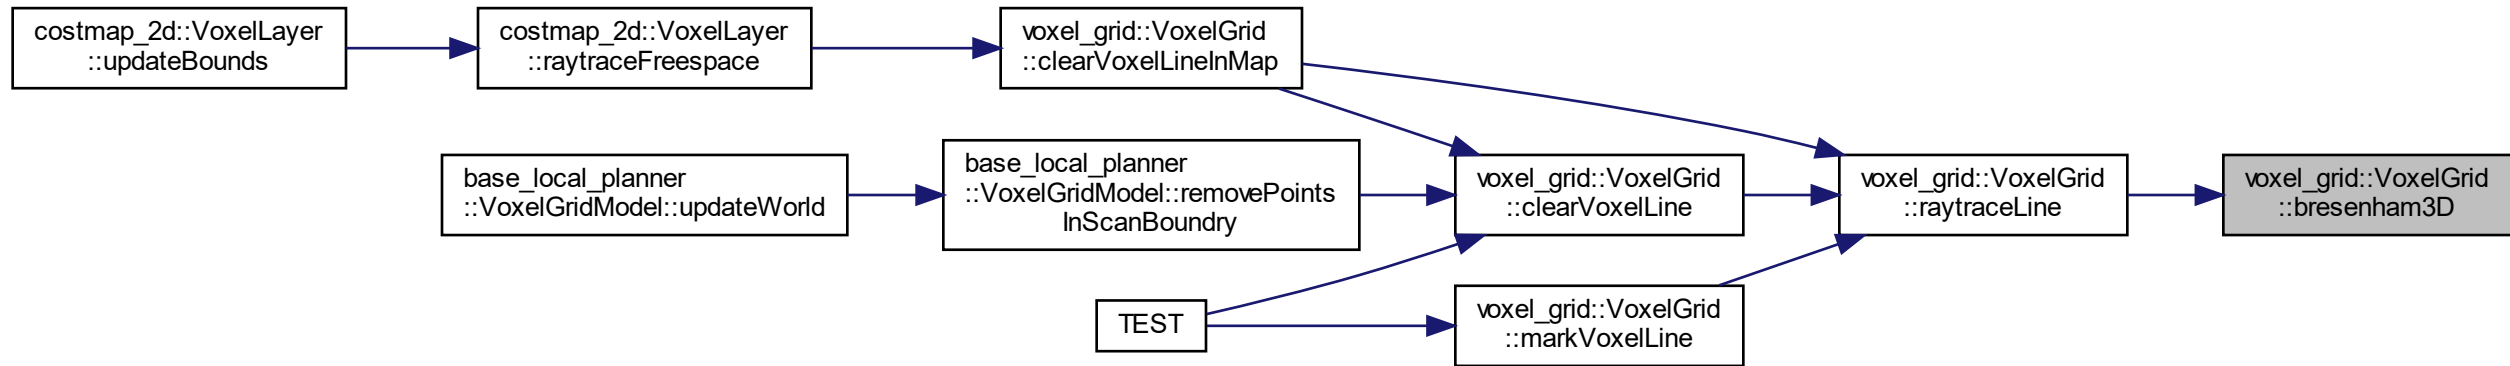 costmap_2d::VoxelLayer
::updateBounds
costmap_2d::VoxelLayer
::raytraceFreespace
voxel_grid::VoxelGrid
::clearVoxelLineInMap
base_local_planner
::VoxelGridModel::updateWorld
base_local_planner
::VoxelGridModel::removePoints
InScanBoundry
voxel_grid::VoxelGrid
::clearVoxelLine
voxel_grid::VoxelGrid
::raytraceLine
voxel_grid::VoxelGrid
::bresenham3D
TEST
voxel_grid::VoxelGrid
::markVoxelLine